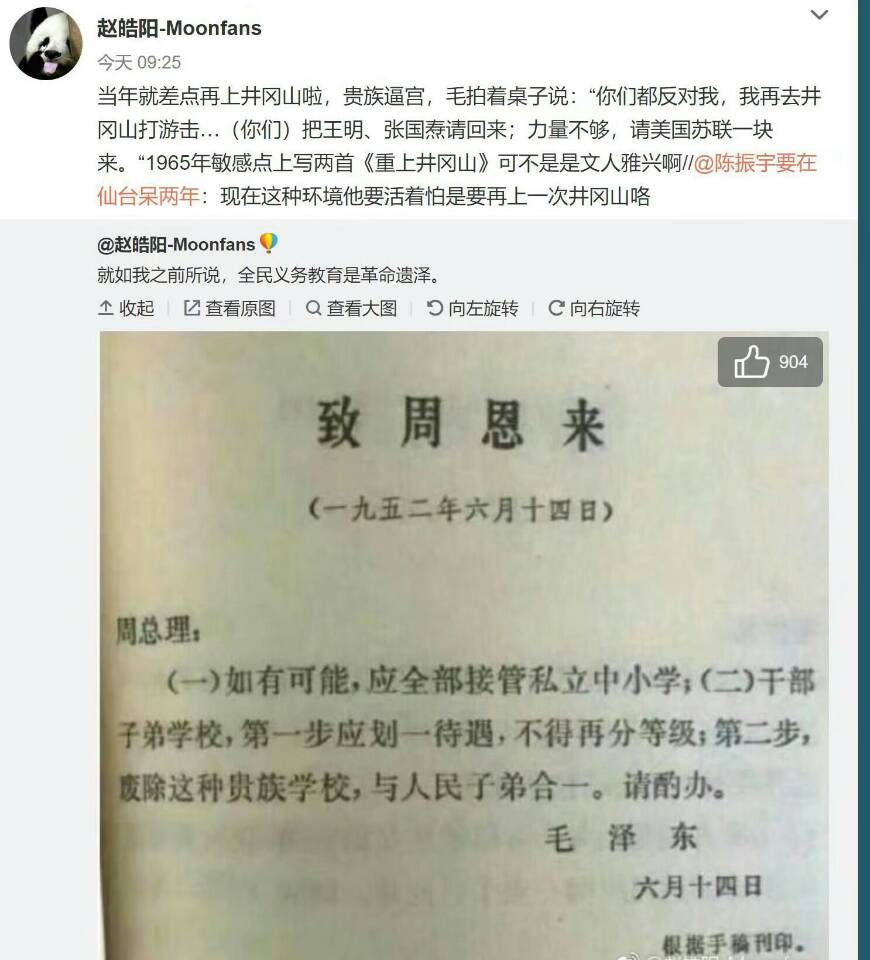 赵皓阳-Moonfans
今天 09:25
当年就差点再上井冈山啦，贵族逼宫，毛拍着桌子说：“你们都反对我，我再去井
冈山打游击...（你们）把王明、张国焘请回来；力量不够，请美国苏联一块
来。“1965年敏感点上写两首《重上井冈山》可不是是文人雅兴啊//@陈振宇要在
仙台呆两年：现在这种环境他要活着怕是要再上一次井冈山咯
@赵皓阳-Moonfans
就如我之前所说，全民义务教育是革命遗泽。
收起 查看原图 查看大图 向左旋转 向右旋转
904
致周恩来
（一九五二年六月十四日）
周总理：
（一）如有可能，应全部接管私立中小学；（二）干部
子弟学校，第一步应划一待遇，不得再分等级；第二步，
废除这种贵族学校，与人民子弟合一。请酌办。
毛泽东
六月十四日
根据手稿刊印。